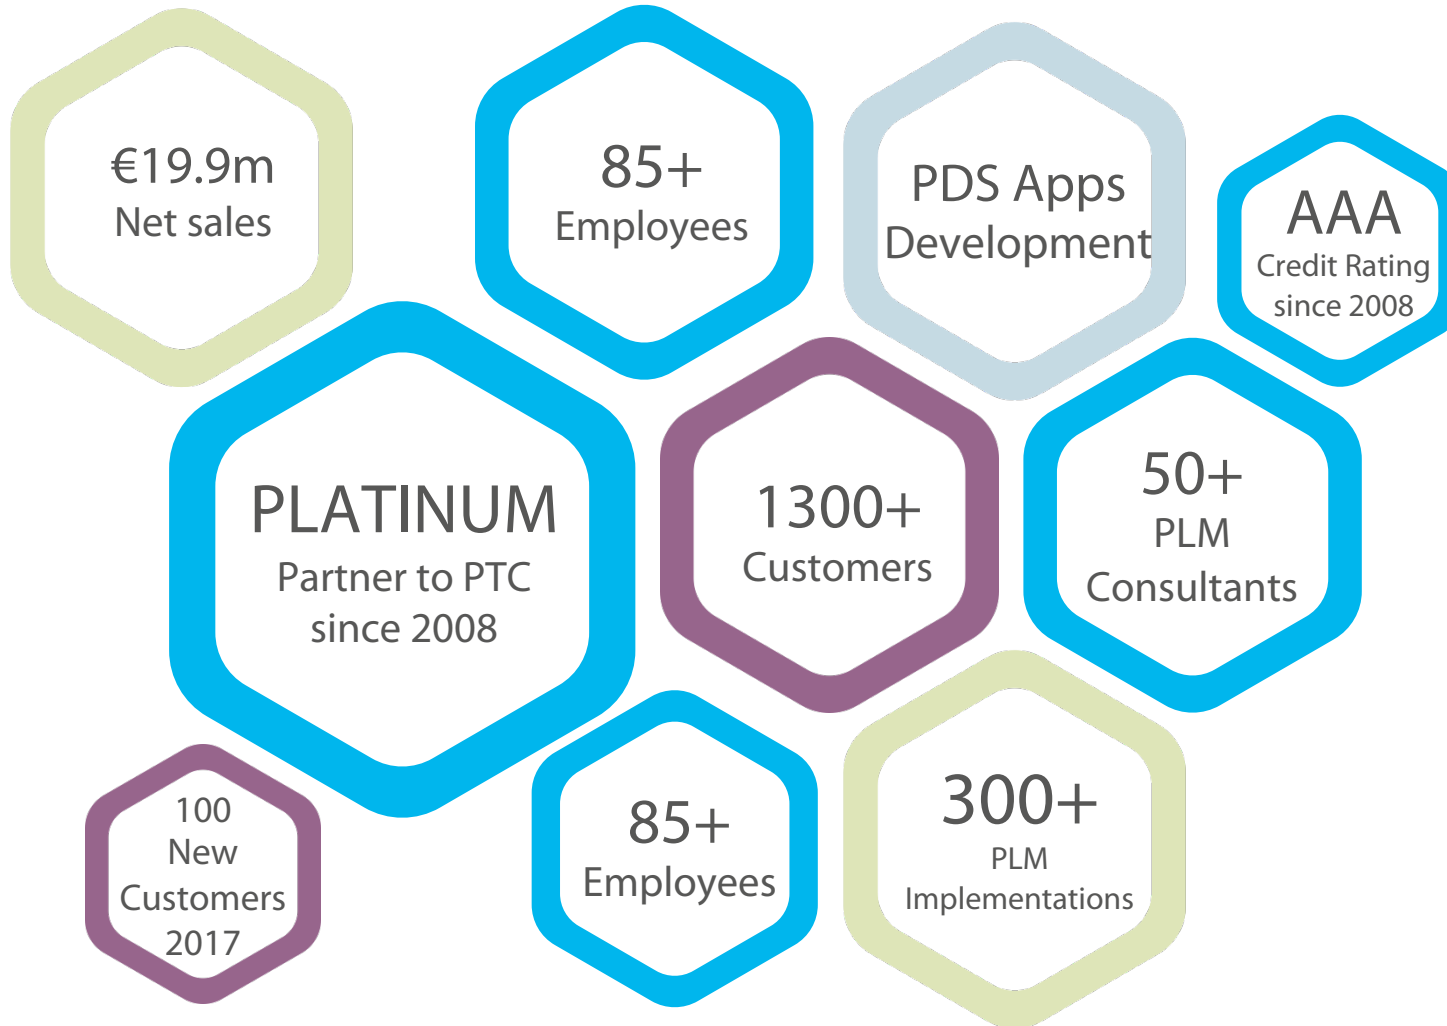 €19.9m
Net sales
85+
Employees
PDS Apps
Development
AAA
Credit Rating
since 2008
PLATINUM
Partner to PTC
since 2008
1300+
Customers
50+
PLM
Consultants
100
New
Customers
2017
85+
Employees
300+
PLM
Implementations